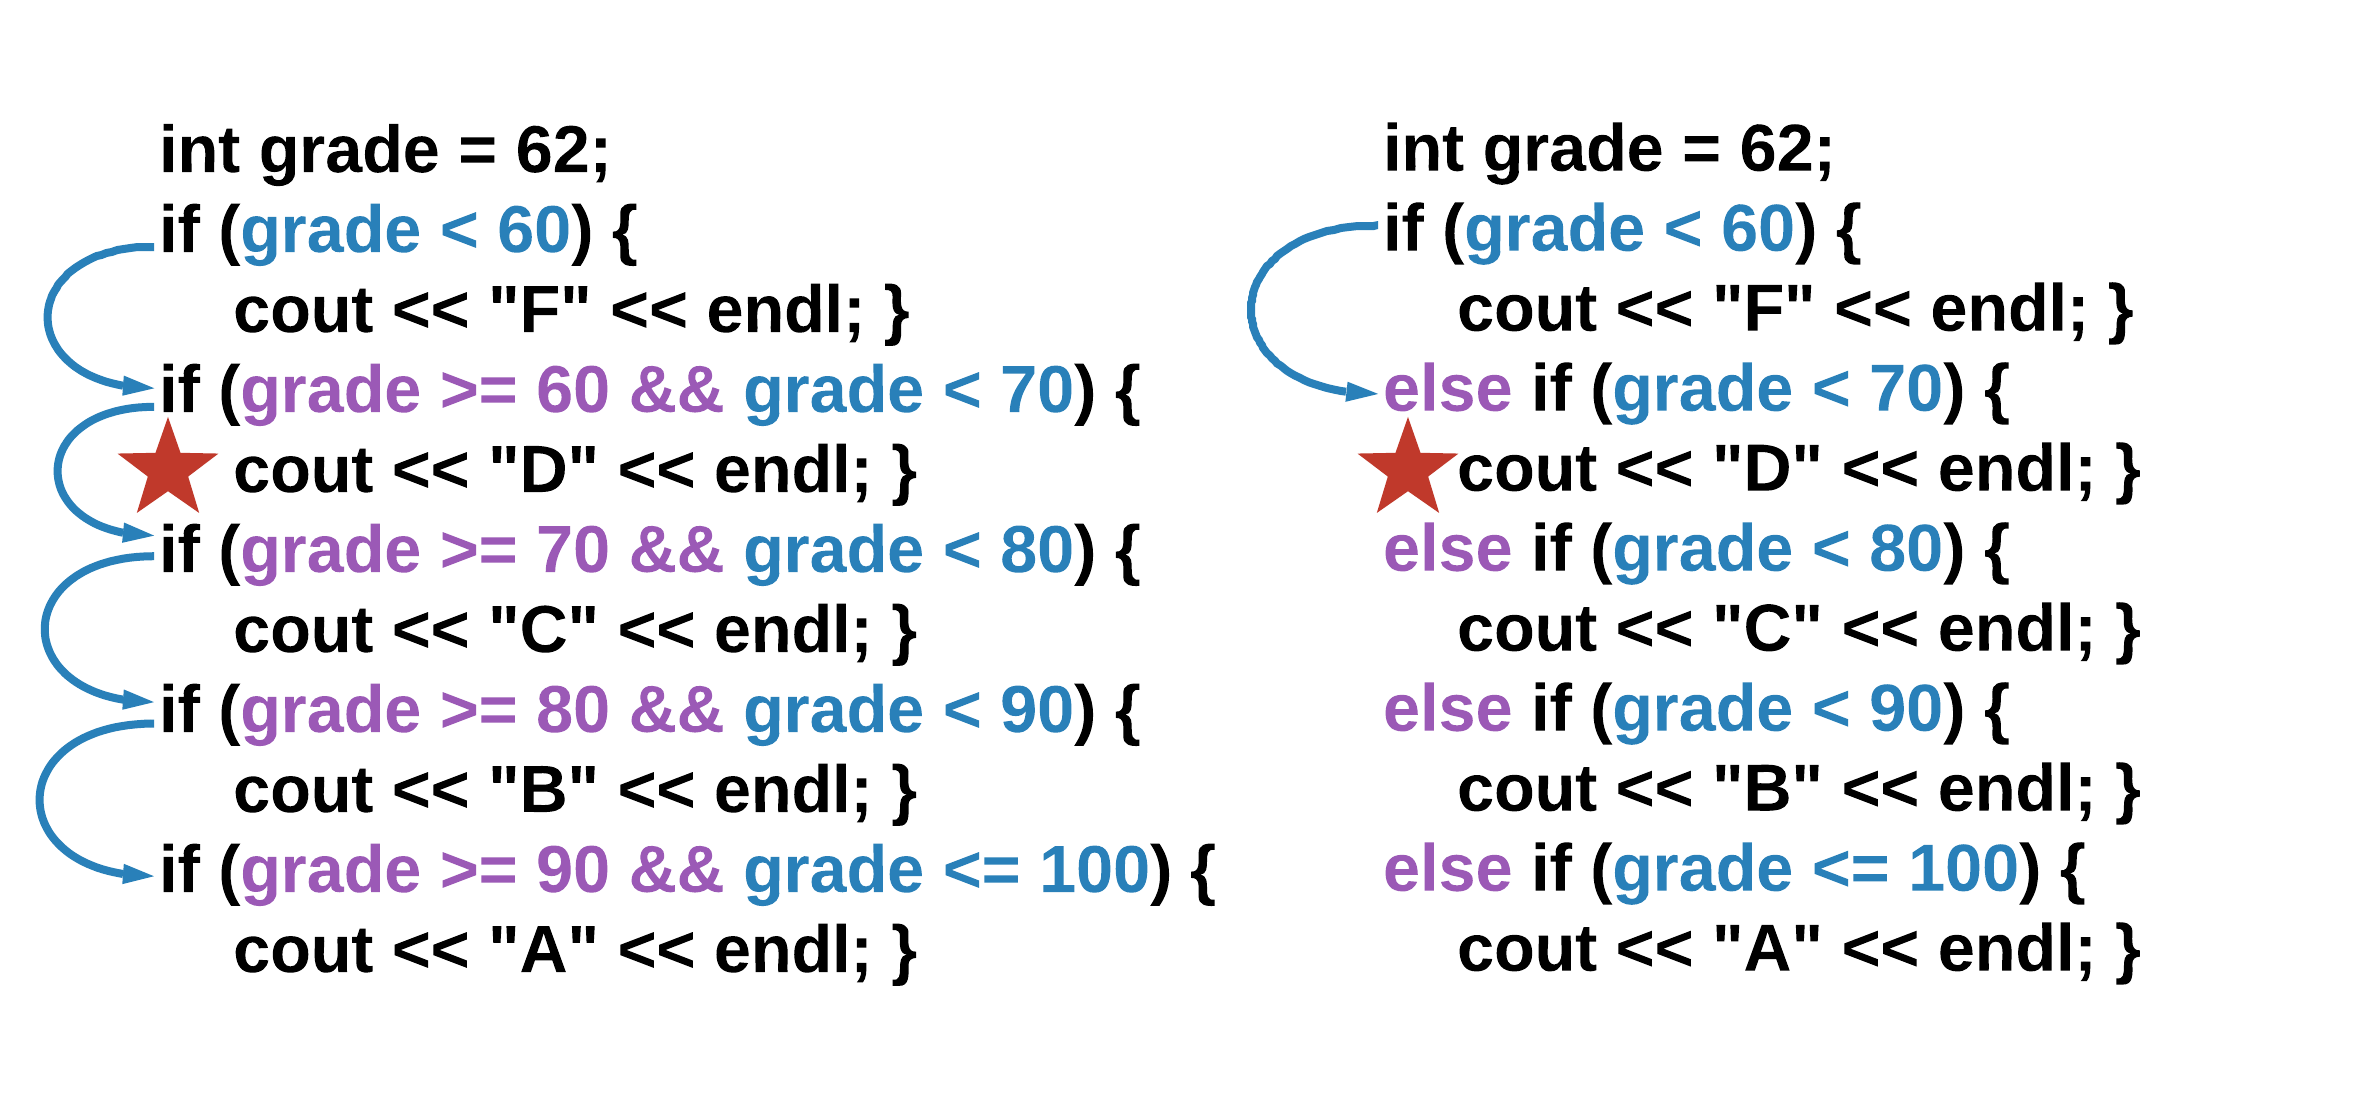 int grade = 62;
if (grade < 60) {
cout << "F" << endl; }
if (grade >= 60 && grade < 70) {
cout << "D" << endl; }
if (grade >= 70 && grade < 80) {
cout << "C" << endl; }
if (grade >= 80 && grade < 90) {
cout << "B" << endl; }
if (grade >= 90 && grade <= 100) {
cout << "A" << endl; }
int grade = 62;
if (grade < 60) {
cout << "F" << endl; }
else if (grade < 70) {
cout << "D" << endl; }
else if (grade < 80) {
cout << "C" << endl; }
else if (grade < 90) {
cout << "B" << endl; }
else if (grade <= 100) {
cout << "A" << endl; }